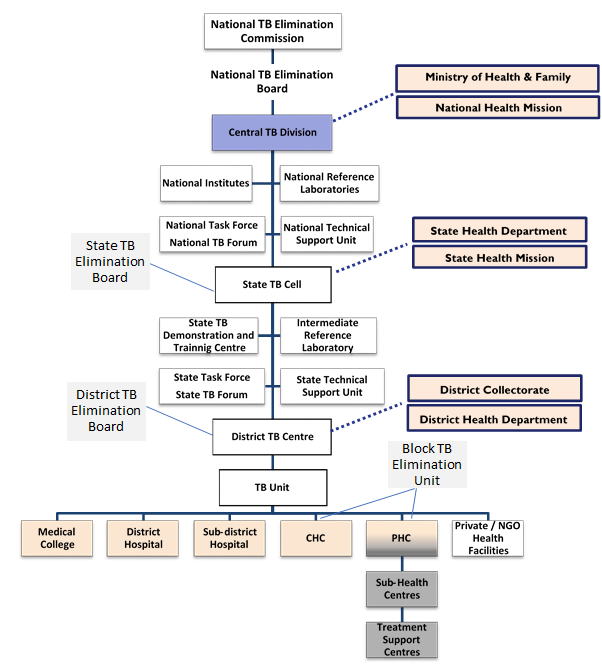 National TB Elimination
Commission
National TB Elimination
Board
Ministry of Health & Family
National Health Mission
Central TB Division
National Institutes
National Reference
Laboratories
National Task Force
National TB Forum
National Technical
Support Unit
State Health Department
State Health Mission
State TB
Elimination
Board
State TB Cell
State TB
Demonstration and
Trainnig Centre
Intermediate
Reference
Laboratory
State Task Force
State TB Forum
State Technical
Support Unit
District Collectorate
District Health Department
District TB
Elimination
Board
District TB Centre
Block TB
Elimination
Unit
TB Unit
Medical
College
District
Hospital
Sub-district
Hospital
CHC
PHC
Private / NGO
Health
Facilities
Sub-Health
Centres
Treatment
Support
Centres